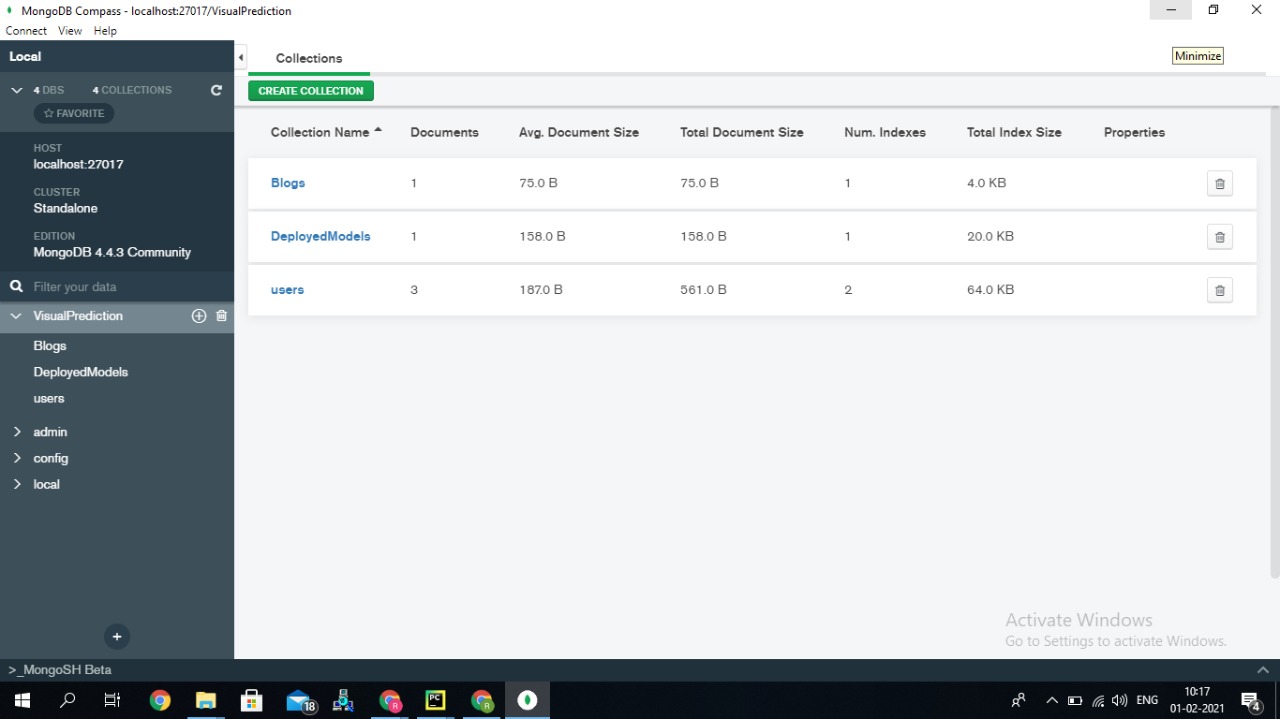 MongoDB Compass - localhost:27017/VisualPrediction
Connect View Help
Local
Collections
Minimize
4 DBS 4 COLLECTIONS
CREATE COLLECTION
FAVORITE
HOST
localhost:27017
CLUSTER
Standalone
EDITION
MongoDB 4.4.3 Community
Filter your data
VisualPrediction
Blogs
DeployedModels
users
admin
config
local
Collection Name Documents Avg. Document Size Total Document Size Num. Indexes Total Index Size Properties
Blogs 1 75.0 B 75.0 B 1 4.0 KB
DeployedModels 1 158.0 B 158.0 B 1 20.0 KB
users 3 187.0 B 561.0 B 2 64.0 KB
Activate Windows
Go to Settings to activate Windows.
+
>_MongoSH Beta
18
R
PC
R
ENG
10:17
01-02-2021
4